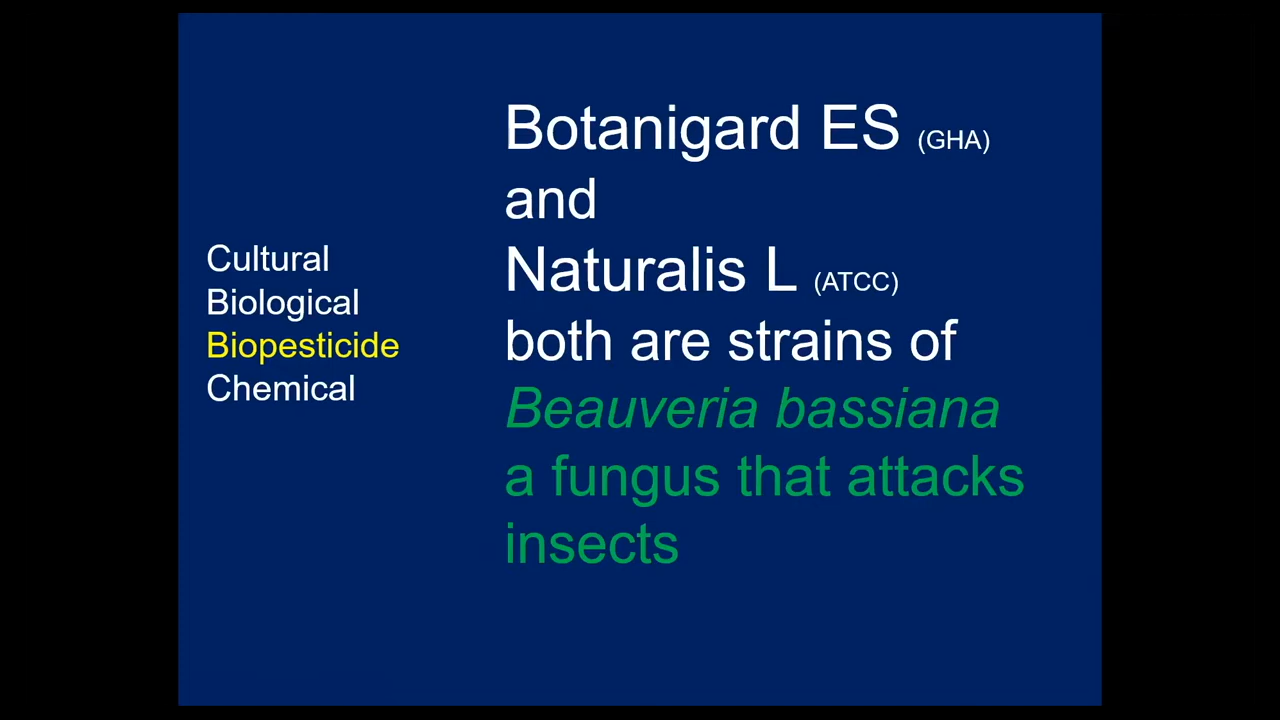 Cultural
Biological
Biopesticide
Chemical
Botanigard ES (GHA)
and
Naturalis L (ATCC)
both are strains of
Beauveria bassiana
a fungus that attacks
insects